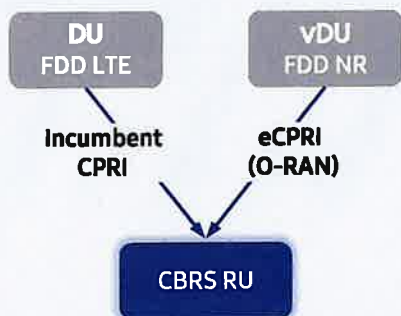 DU
FDD LTE
vDU
FDD NR
Incumbent
CPRI
eCPRI
(O-RAN)
CBRS RU